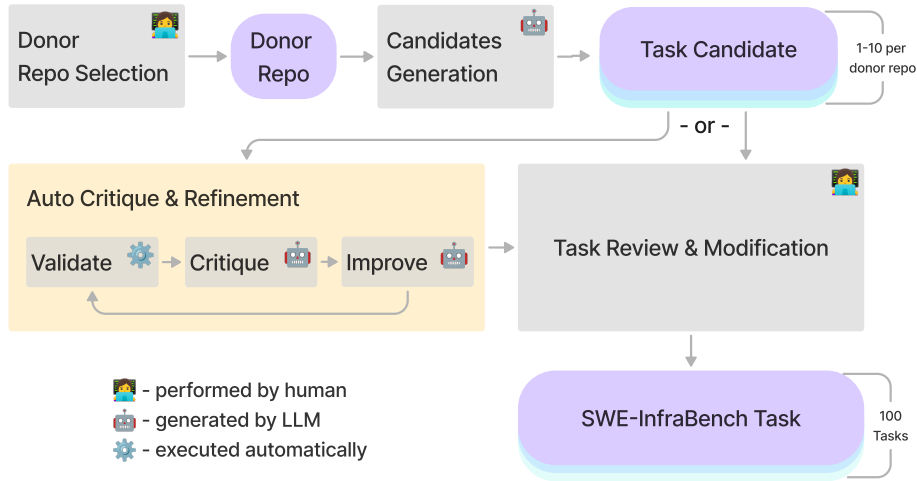 Donor
Repo Selection
Donor
Repo
Candidates
Generation
Task Candidate
1-10 per
donor repo
- or -
Auto Critique & Refinement
Validate
Critique
Improve
Task Review & Modification
- performed by human
- generated by LLM
- executed automatically
SWE-InfraBench Task
100
Tasks